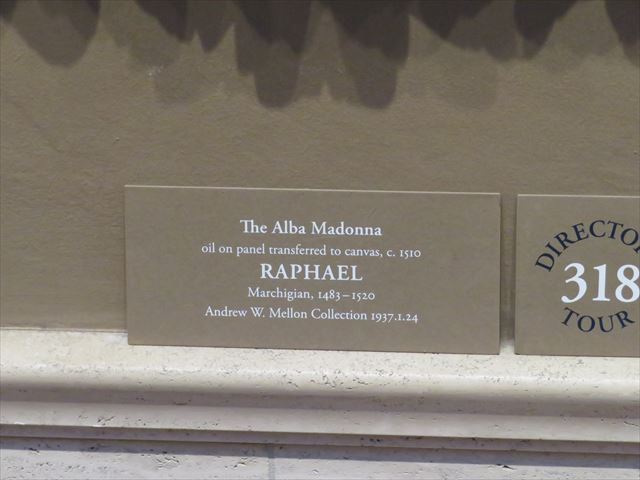 The Alba Madonna
oil on panel transferred to canvas, c. 1510
RAPHAEL
Marchigian, 1483–1520
Andrew W. Mellon Collection 1937.1.24
DIRECTO
318
TOUR